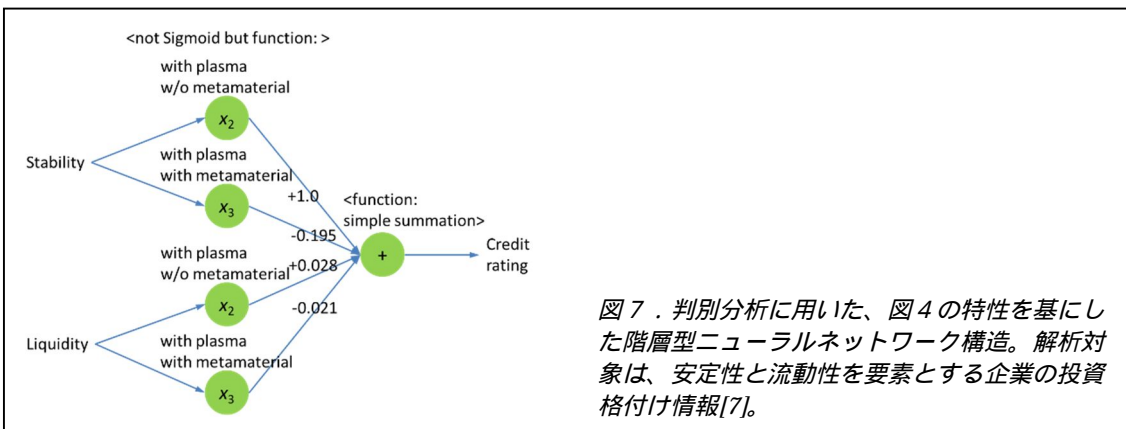 <not Sigmoid but function: >
with plasma
w/o metamaterial
x2
Stability
with plasma
with metamaterial
x3
+1.0
-0.195
<function:
simple summation>
+
Credit
rating
with plasma
w/o metamaterial
+0.028
x2
-0.021
Liquidity
with plasma
with metamaterial
x3
図７．判別分析に用いた、図４の特性を基にし
た階層型ニューラルネットワーク構造。解析対
象は、安定性と流動性を要素とする企業の投資
格付け情報[7]。